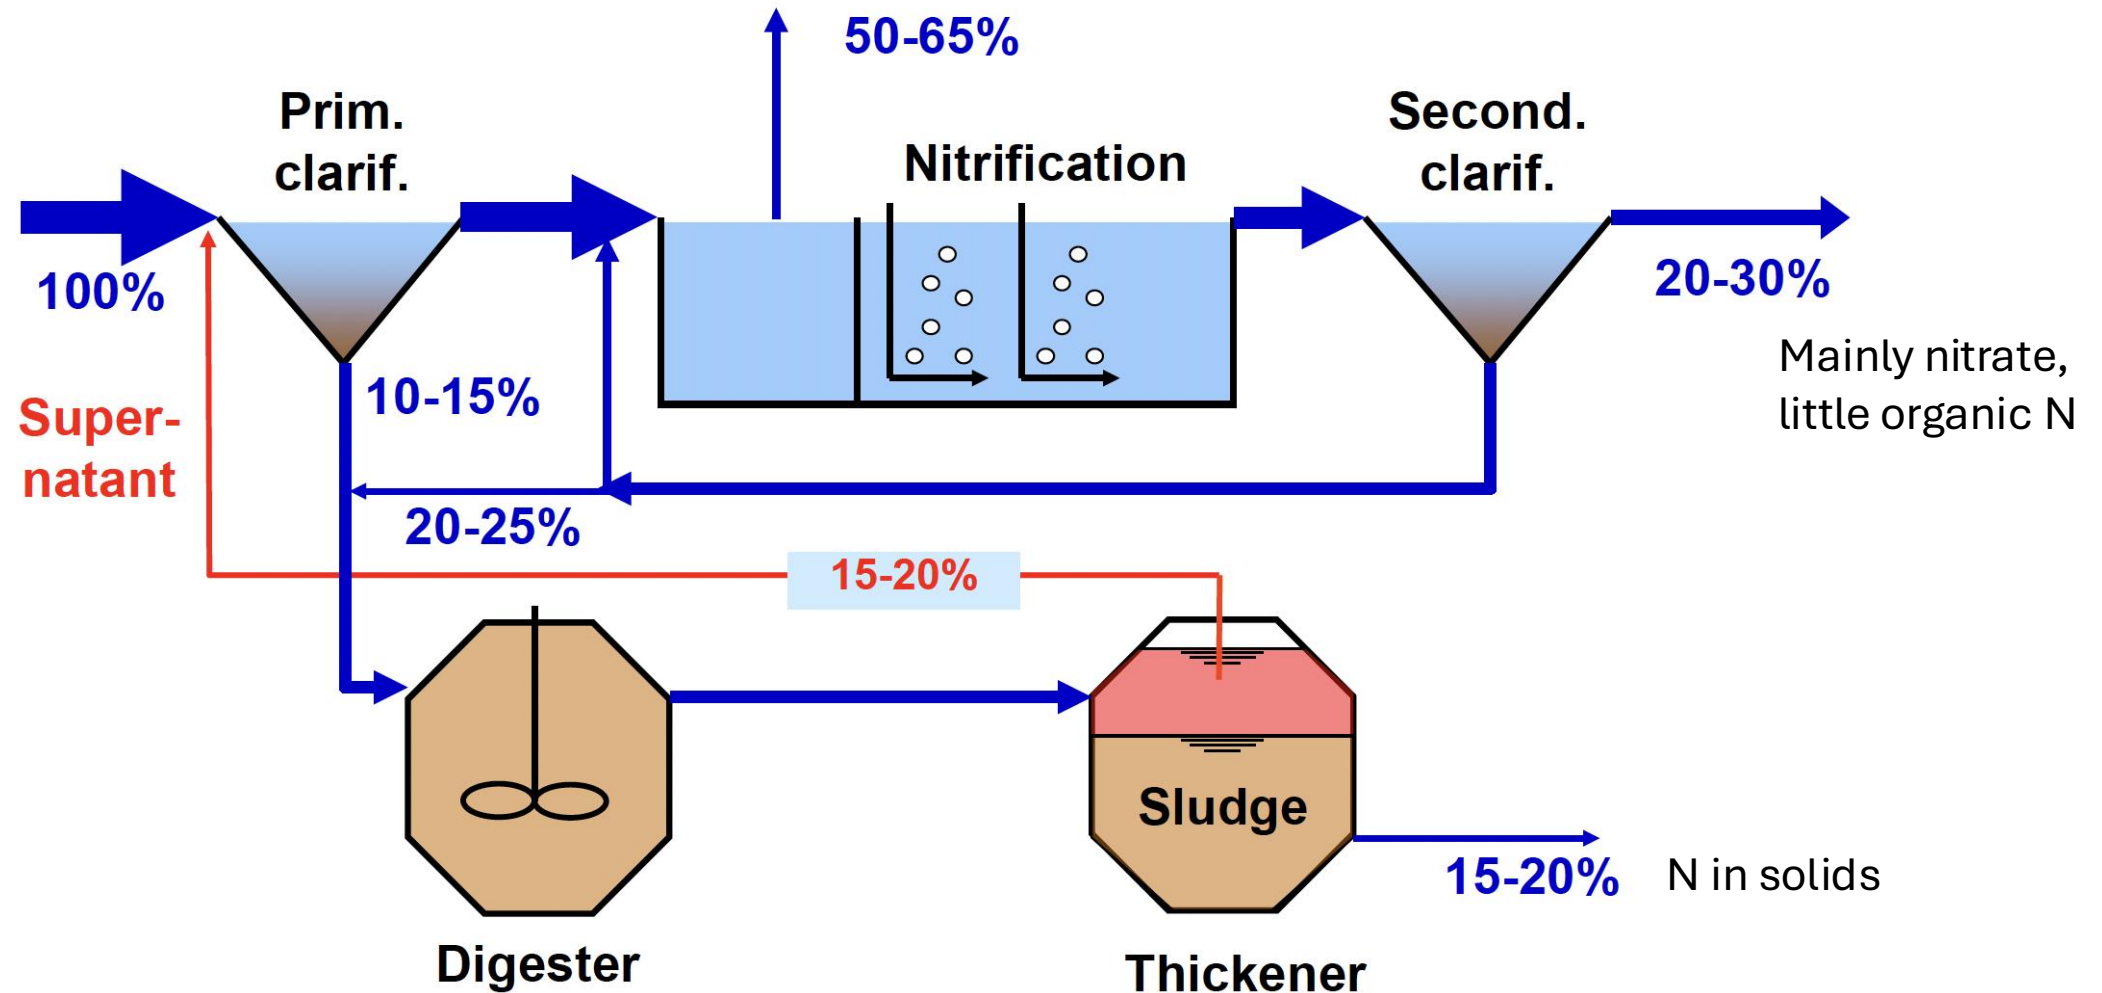 50-65%
Prim.
clarif.
Nitrification
Second.
clarif.
100%
20-30%
Mainly nitrate,
little organic N
10-15%
Super-
natant
20-25%
15-20%
Sludge
15-20%
N in solids
Digester
Thickener